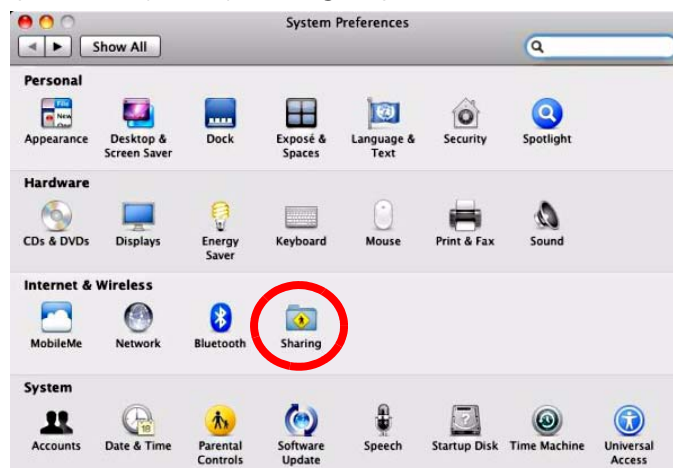 System Preferences
Show All
Personal
Appearance
Desktop & Screen Saver
Dock
Exposé & Spaces
Language & Text
Security
Spotlight
Hardware
CDs & DVDs
Displays
Energy Saver
Keyboard
Mouse
Print & Fax
Sound
Internet & Wireless
MobileMe
Network
Bluetooth
Sharing
System
Accounts
Date & Time
Parental Controls
Software Update
Speech
Startup Disk
Time Machine
Universal Access